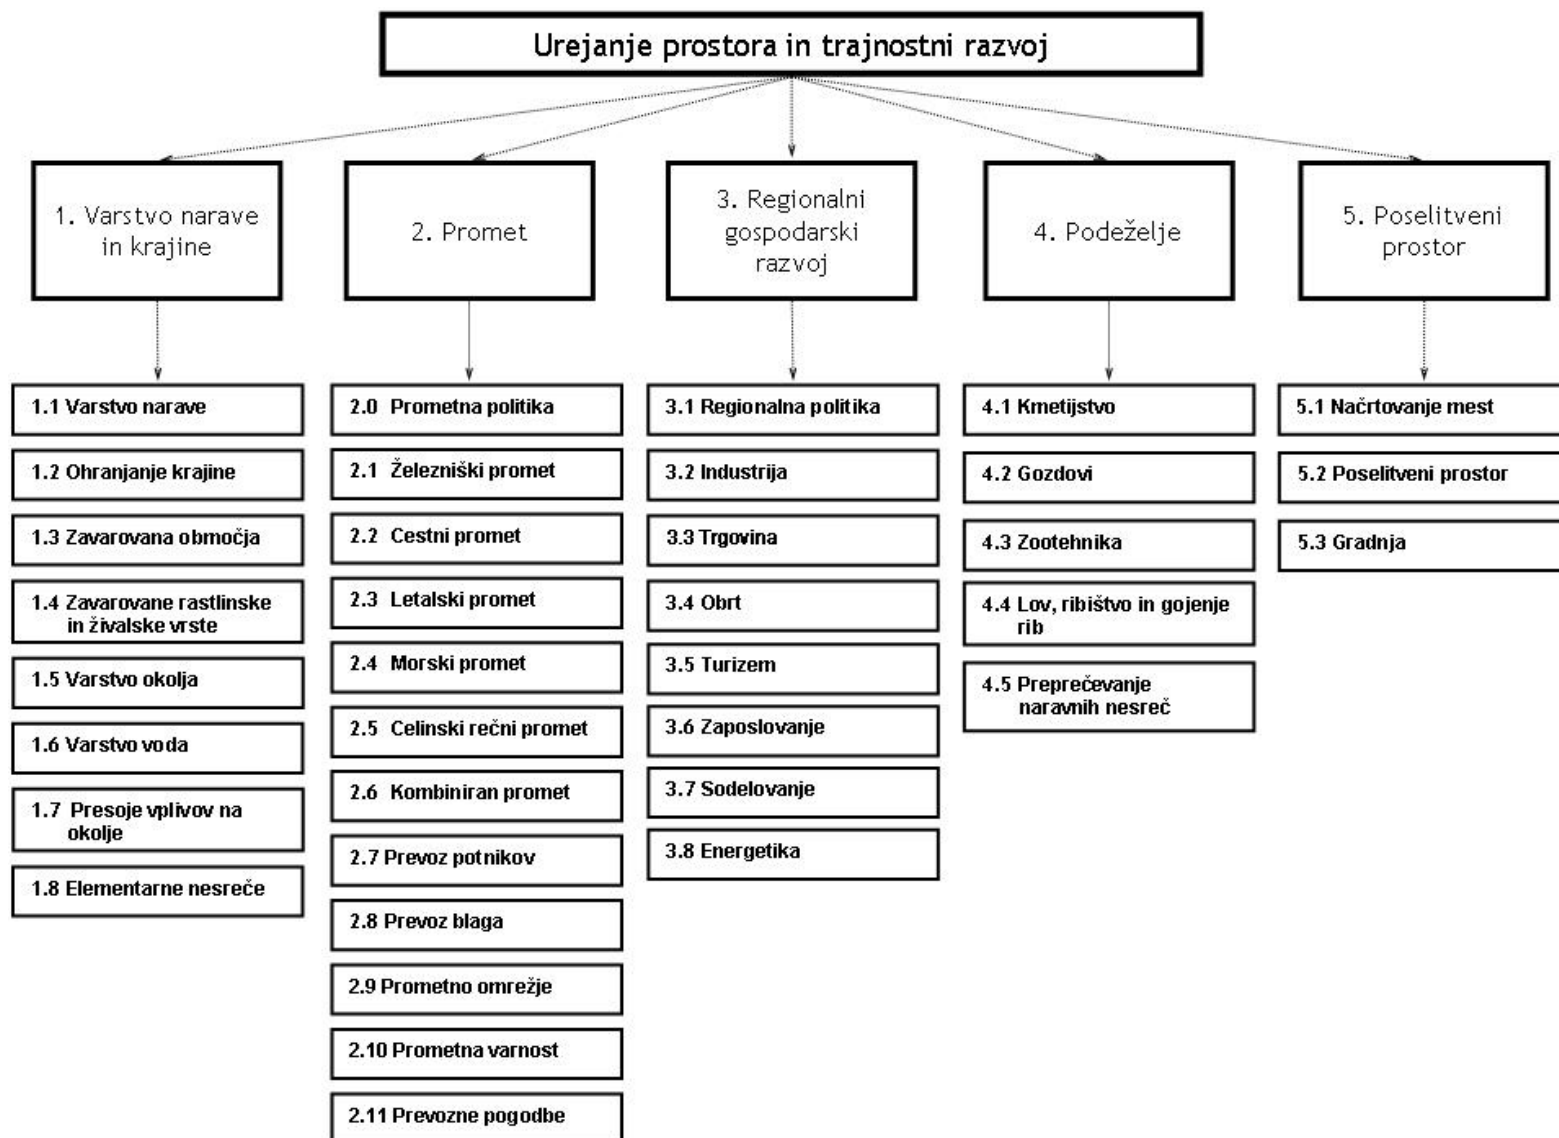 Urejanje prostora in trajnostni razvoj
1. Varstvo narave
in krajine
2. Promet
3. Regionalni
gospodarski
razvoj
4. Podeželje
5. Poselitveni
prostor
1.1 Varstvo narave
1.2 Ohranjanje krajine
1.3 Zavarovana območja
1.4 Zavarovane rastlinske
in živalske vrste
1.5 Varstvo okolja
1.6 Varstvo voda
1.7 Presoje vplivov na
okolje
1.8 Elementarne nesreče
2.0 Prometna politika
2.1 Železniški promet
2.2 Cestni promet
2.3 Letalski promet
2.4 Morski promet
2.5 Celinski rečni promet
2.6 Kombiniran promet
2.7 Prevoz potnikov
2.8 Prevoz blaga
2.9 Prometno omrežje
2.10 Prometna varnost
2.11 Prevozne pogodbe
3.1 Regionalna politika
3.2 Industrija
3.3 Trgovina
3.4 Obrt
3.5 Turizem
3.6 Zaposlovanje
3.7 Sodelovanje
3.8 Energetika
4.1 Kmetijstvo
4.2 Gozdovi
4.3 Zootehnika
4.4 Lov, ribištvo in gojenje
rib
4.5 Preprečevanje
naravnih nesreč
5.1 Načrtovanje mest
5.2 Poselitveni prostor
5.3 Gradnja